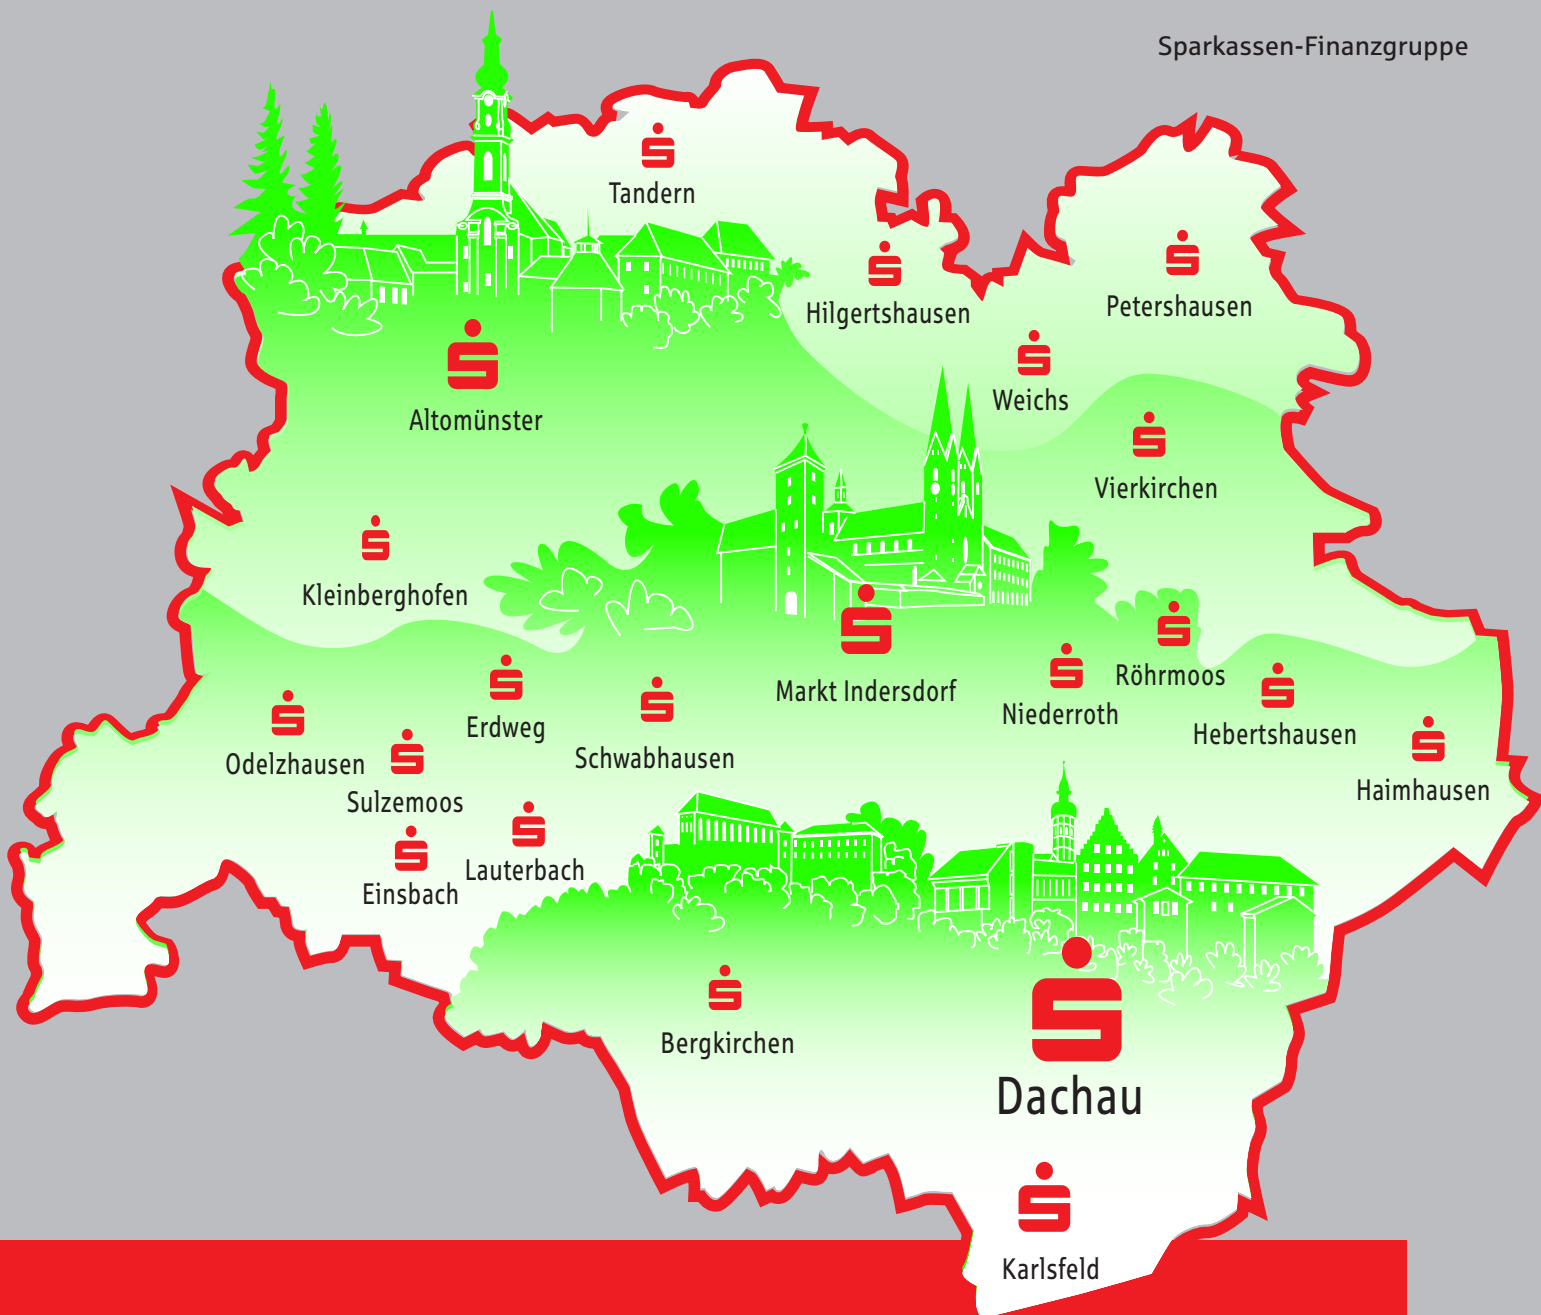 Sparkassen-Finanzgruppe
Tandern
Hilgertshausen
Petershausen
Weichs
Altomünster
Vierkirchen
Kleinberghofen
Röhrmoos
Markt Indersdorf
Niederroth
Erdweg
Hebertshausen
Schwabhausen
Odelzhausen
Haimhausen
Sulzemoos
Lauterbach
Einsbach
Bergkirchen
Dachau
Karlsfeld